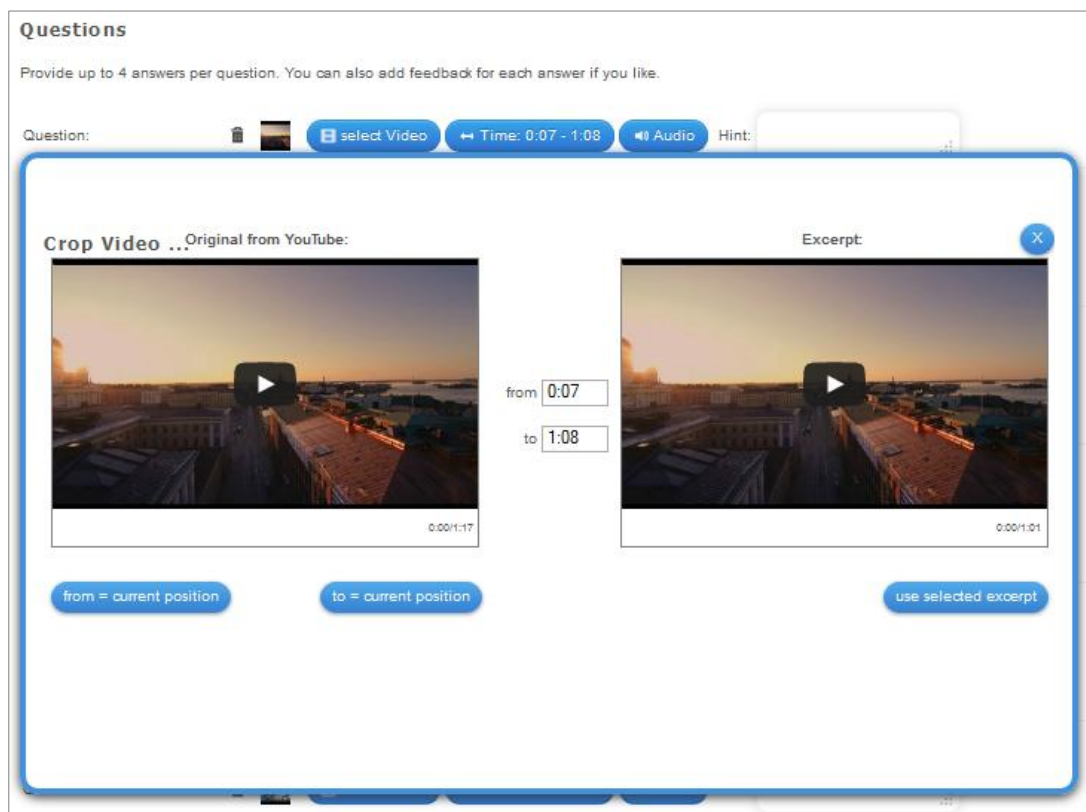 Questions
Provide up to 4 answers per question. You can also add feedback for each answer if you like.
Question: select Video Time: 0:07 - 1:08 Audio Hint:
Crop Video ... Original from YouTube: Excerpt: X
from 0:07
to 1:08
0:00/1:17 0:00/1:01
from = current position to = current position use selected excerpt